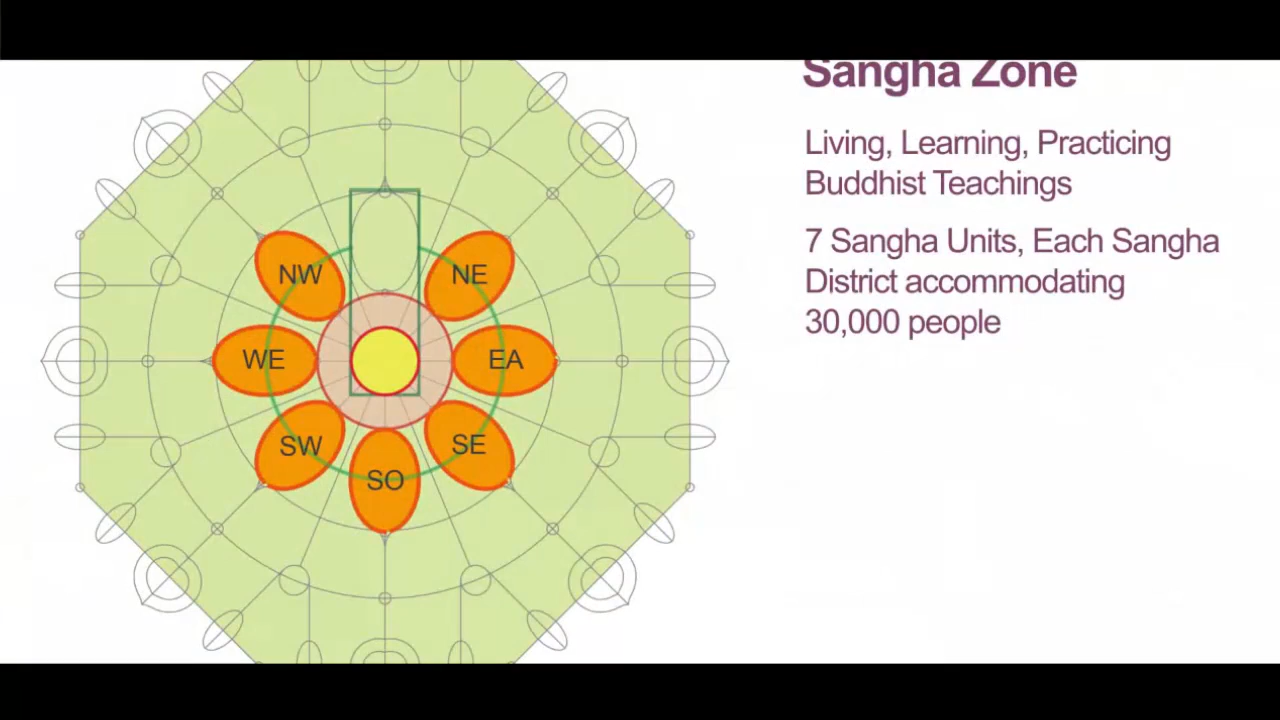 Sangha Zone
Living, Learning, Practicing
Buddhist Teachings
7 Sangha Units, Each Sangha
District accommodating
30,000 people
NW
NE
WE
EA
SW
SE
SO